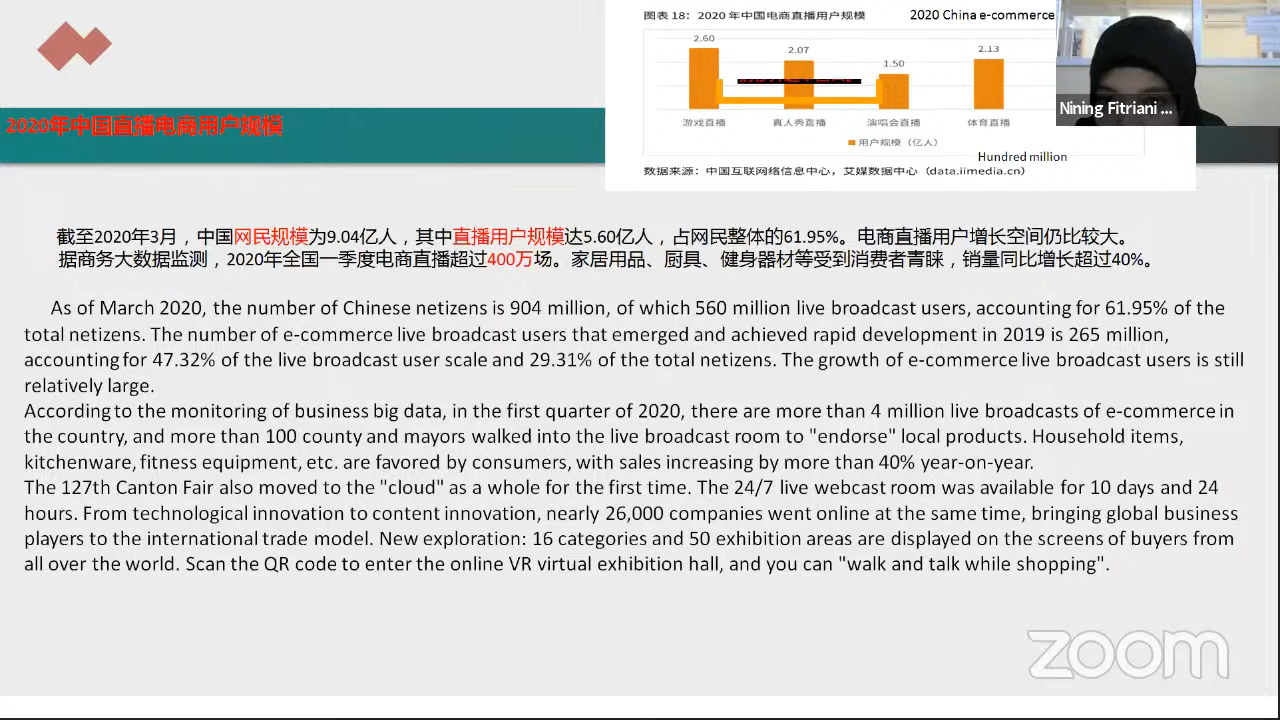 图表 18：2020 年中国电商直播用户规模
2020 China e-commerce
2.60
2.07
1.50
2.13
游戏直播
真人秀直播
演唱会直播
体育直播
用户规模（亿人）
Hundred million
数据来源：中国互联网络信息中心，艾媒数据中心（data.iimedia.cn）
Nining Fitriani ...
2020年中国直播电商用户规模
截至2020年3月，中国网民规模为9.04亿人，其中直播用户规模达5.60亿人，占网民整体的61.95%。电商直播用户增长空间仍比较大。
据商务大数据监测，2020年全国一季度电商直播超过400万场。家居用品、厨具、健身器材等受到消费者青睐，销量同比增长超过40%。
As of March 2020, the number of Chinese netizens is 904 million, of which 560 million live broadcast users, accounting for 61.95% of the
total netizens. The number of e-commerce live broadcast users that emerged and achieved rapid development in 2019 is 265 million,
accounting for 47.32% of the live broadcast user scale and 29.31% of the total netizens. The growth of e-commerce live broadcast users is still
relatively large.
According to the monitoring of business big data, in the first quarter of 2020, there are more than 4 million live broadcasts of e-commerce in
the country, and more than 100 county and mayors walked into the live broadcast room to "endorse" local products. Household items,
kitchenware, fitness equipment, etc. are favored by consumers, with sales increasing by more than 40% year-on-year.
The 127th Canton Fair also moved to the "cloud" as a whole for the first time. The 24/7 live webcast room was available for 10 days and 24
hours. From technological innovation to content innovation, nearly 26,000 companies went online at the same time, bringing global business
players to the international trade model. New exploration: 16 categories and 50 exhibition areas are displayed on the screens of buyers from
all over the world. Scan the QR code to enter the online VR virtual exhibition hall, and you can "walk and talk while shopping".
zoom